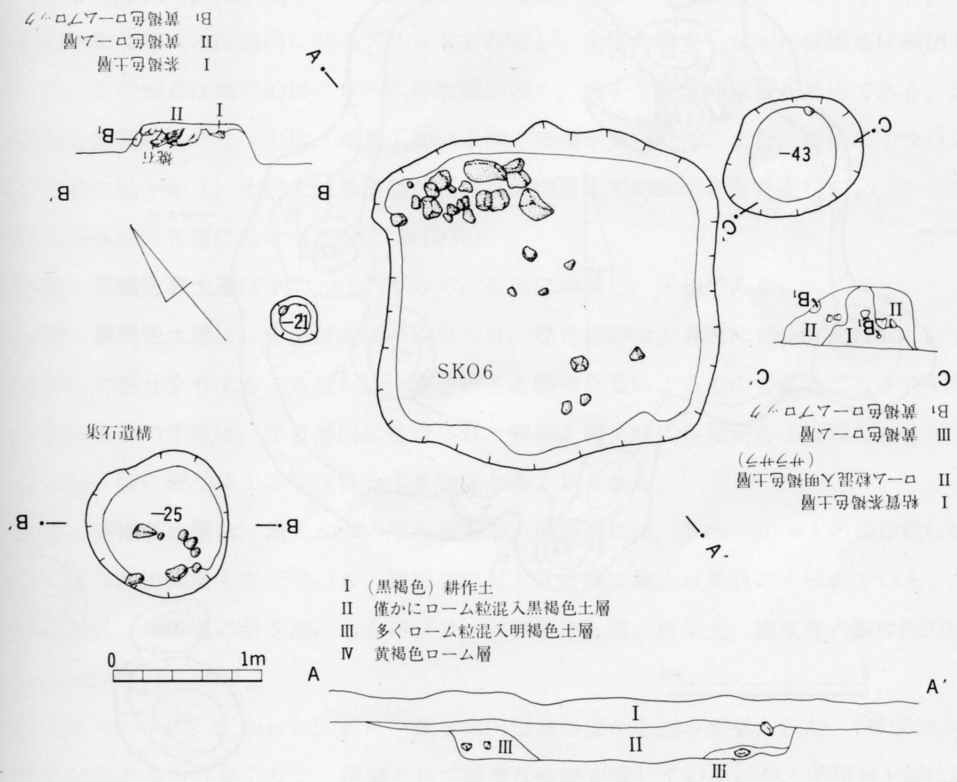 I 茶褐色土層
II 黄褐色ローム層
B₁ 黄褐色ロームブロック
B₁
II
I
焼石
B′
B
A
-43
C
C′
-21
SKO6
B₁
II
I
B₁
II
C′
C
I 粘質茶褐色土層
II ローム粒混入明褐色土層
(サラサラ)
III 黄褐色ローム層
B₁ 黄褐色ロームブロック
集石遺構
-25
B′
B
A′
I (黒褐色) 耕作土
II 僅かにローム粒混入黒褐色土層
III 多くローム粒混入明褐色土層
IV 黄褐色ローム層
0 1m
A
A′
I
II
III
III